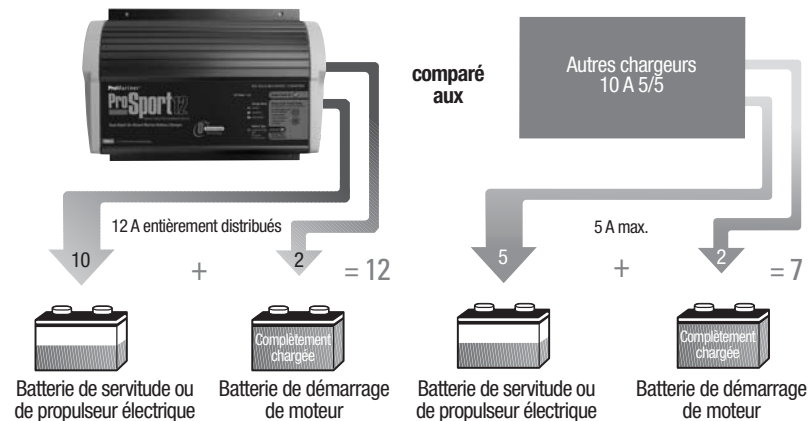 ProMariner
ProSport 12
comparé
aux
Autres chargeurs
10 A 5/5
12 A entièrement distribués
5 A max.
10 + 2 = 12
5 + 2 = 7
Complètement
chargée
Complètement
chargée
Batterie de servitude ou
de propulseur électrique
Batterie de démarrage
de moteur
Batterie de servitude ou
de propulseur électrique
Batterie de démarrage
de moteur